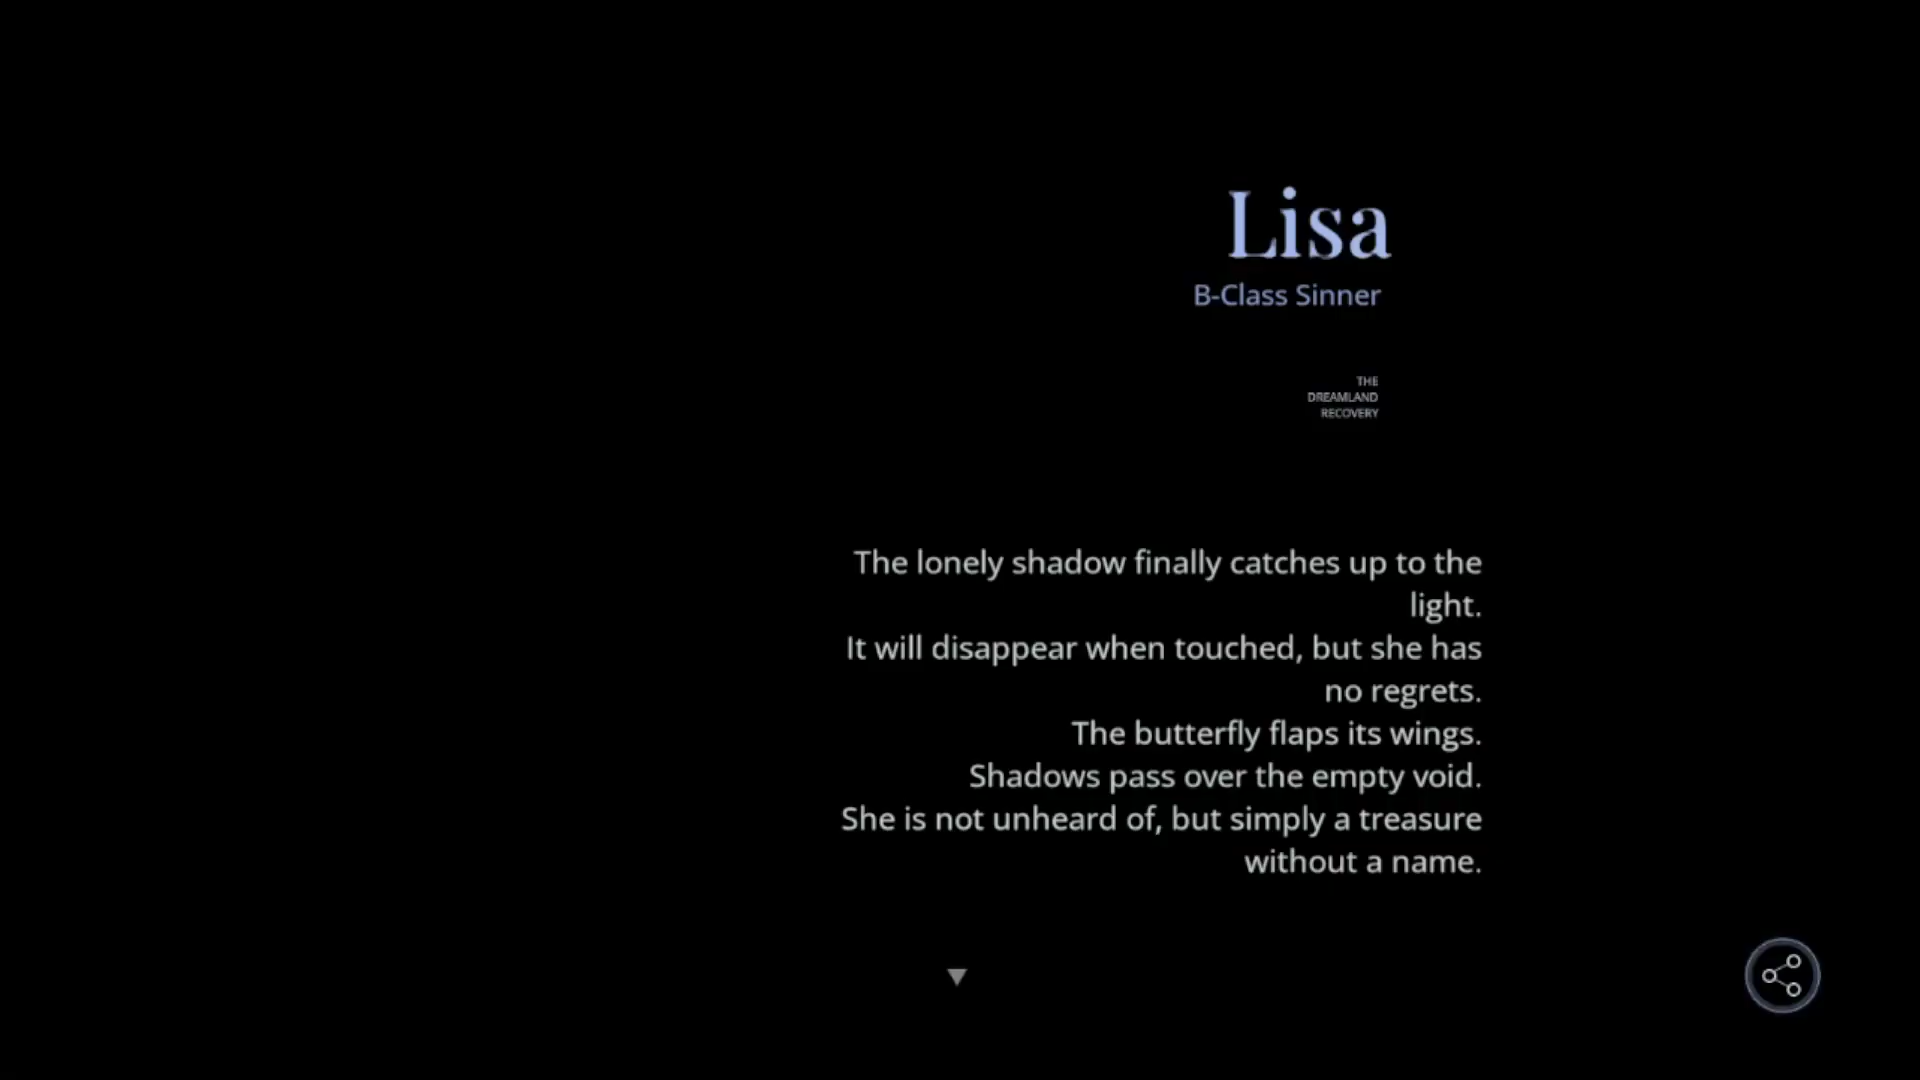 Lisa
B-Class Sinner
THE
DREAMLAND
RECOVERY
The lonely shadow finally catches up to the
light.
It will disappear when touched, but she has
no regrets.
The butterfly flaps its wings.
Shadows pass over the empty void.
She is not unheard of, but simply a treasure
without a name.